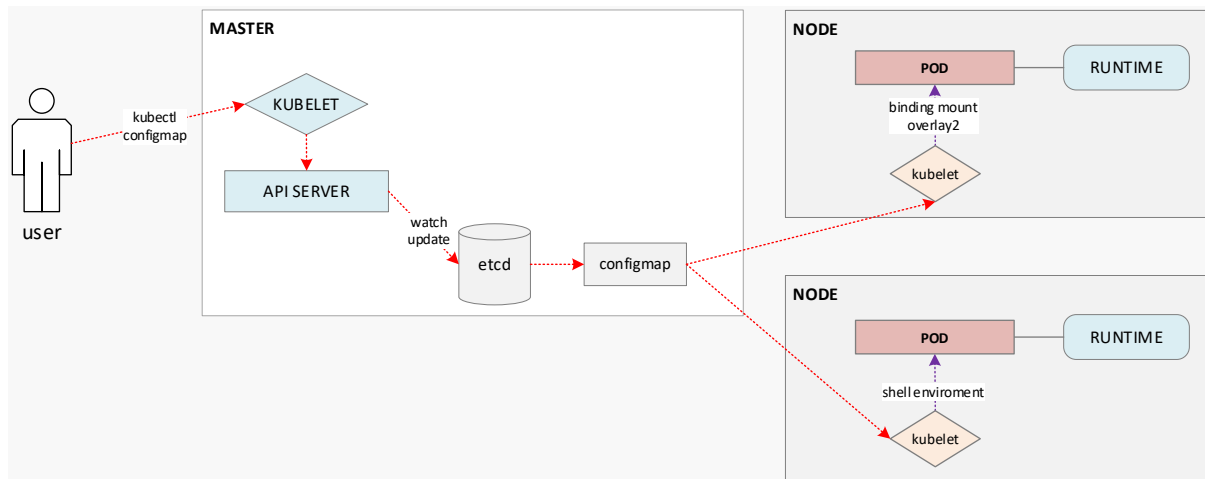 MASTER
NODE
POD
RUNTIME
KUBELET
kubectl
configmap
binding mount
overlay2
kubelet
API SERVER
user
watch
update
etcd
configmap
NODE
POD
RUNTIME
shell enviroment
kubelet